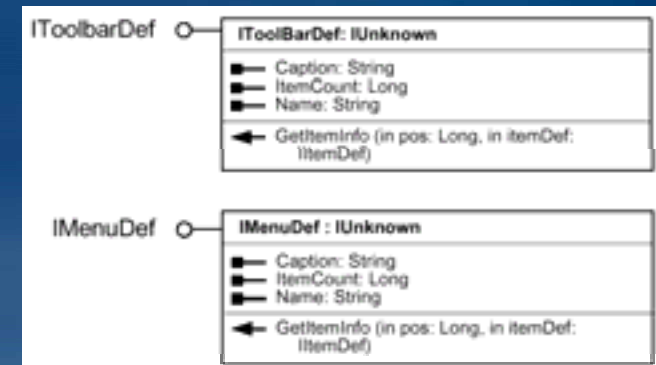 IToolbarDef
IToolBarDef: IUnknown
Caption: String
ItemCount: Long
Name: String
GetItemInfo (in pos: Long, in itemDef:
IItemDef)
IMenuDef
IMenuDef : IUnknown
Caption: String
ItemCount: Long
Name: String
GetItemInfo (in pos: Long, in itemDef:
IItemDef)